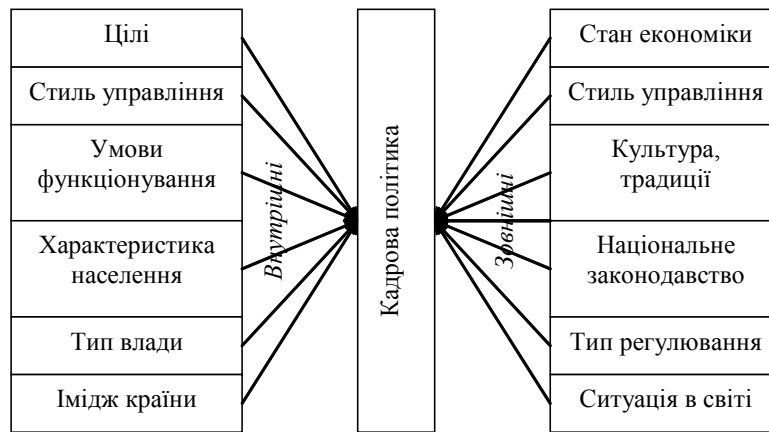 Цілі
Стиль управління
Умови
функціонування
Характеристика
населення
Тип влади
Імідж країни
Внутрішні
Кадрова політика
Зовнішні
Стан економіки
Стиль управління
Культура,
традиції
Національне
законодавство
Тип регулювання
Ситуація в світі